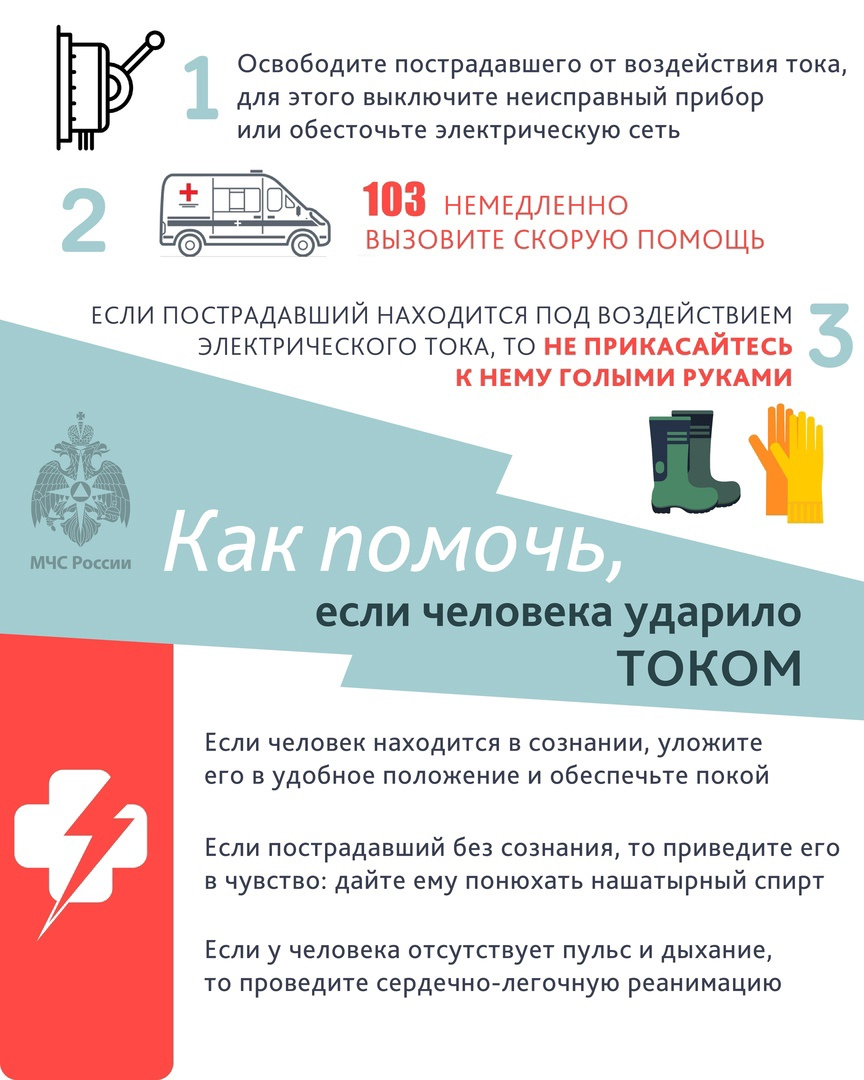 1
Освободите пострадавшего от воздействия тока,
для этого выключите неисправный прибор
или обесточьте электрическую сеть
2
103 НЕМЕДЛЕННО
ВЫЗОВИТЕ СКОРУЮ ПОМОЩЬ
3
ЕСЛИ ПОСТРАДАВШИЙ НАХОДИТСЯ ПОД ВОЗДЕЙСТВИЕМ
ЭЛЕКТРИЧЕСКОГО ТОКА, ТО НЕ ПРИКАСАЙТЕСЬ
К НЕМУ ГОЛЫМИ РУКАМИ
МЧС России
Как помочь,
если человека ударило
ТОКОМ
Если человек находится в сознании, уложите
его в удобное положение и обеспечьте покой
Если пострадавший без сознания, то приведите его
в чувство: дайте ему понюхать нашатырный спирт
Если у человека отсутствует пульс и дыхание,
то проведите сердечно-легочную реанимацию